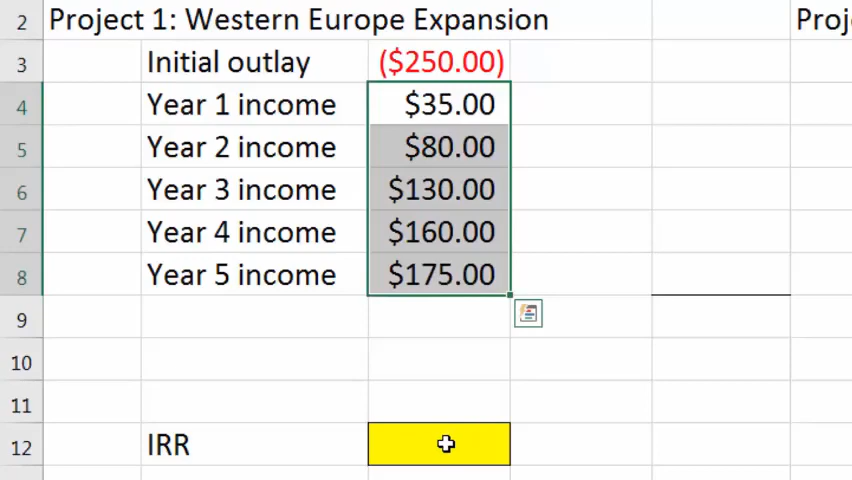 2 Project 1: Western Europe Expansion Proj
3 Initial outlay ($250.00)
4 Year 1 income $35.00
5 Year 2 income $80.00
6 Year 3 income $130.00
7 Year 4 income $160.00
8 Year 5 income $175.00
9
10
11
12 IRR